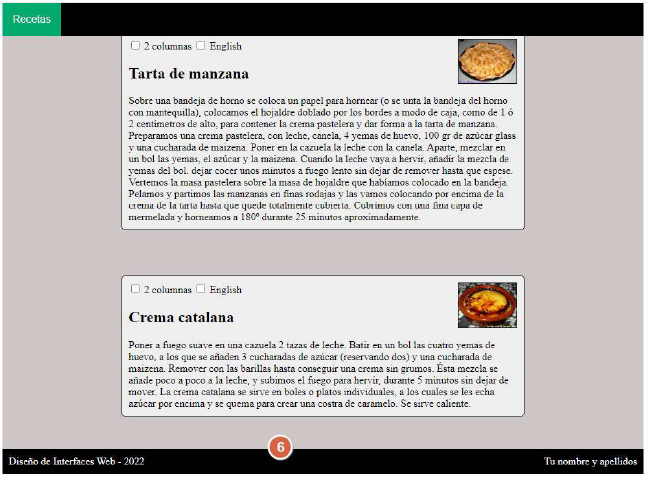 Recetas
2 columnas English
Tarta de manzana
Sobre una bandeja de horno se coloca un papel para hornear (o se unta la bandeja del horno
con mantequilla), colocamos el hojaldre doblado por los bordes a modo de caja, como de 1 ó
2 centímetros de alto, para contener la crema pastelera y dar forma a la tarta de manzana.
Preparamos una crema pastelera, con leche, canela, 4 yemas de huevo, 100 gr de azúcar glass
y una cucharada de maizena. Poner en la cazuela la leche con la canela. Aparte, mezclar en
un bol las yemas, el azúcar y la maizena. Cuando la leche vaya a hervir, añadir la mezcla de
yemas del bol. dejar cocer unos minutos a fuego lento sin dejar de remover hasta que espese.
Vertemos la masa pastelera sobre la masa de hojaldre que habíamos colocado en la bandeja.
Pelamos y partimos las manzanas en finas rodajas y las vamos colocando por encima de la
crema de la tarta hasta que quede totalmente cubierta. Cubrimos con una fina capa de
mermelada y horneamos a 180º durante 25 minutos aproximadamente.
2 columnas English
Crema catalana
Poner a fuego suave en una cazuela 2 tazas de leche. Batir en un bol las cuatro yemas de
huevo, a los que se añaden 3 cucharadas de azúcar (reservando dos) y una cucharada de
maizena. Remover con las barillas hasta conseguir una crema sin grumos. Ésta mezcla se
añade poco a poco a la leche, y subimos el fuego para hervir, durante 5 minutos sin dejar de
mover. La crema catalana se sirve en boles o platos individuales, a los cuales se les echa
azúcar por encima y se quema para crear una costra de caramelo. Se sirve caliente.
6
Diseño de Interfaces Web - 2022 Tu nombre y apellidos